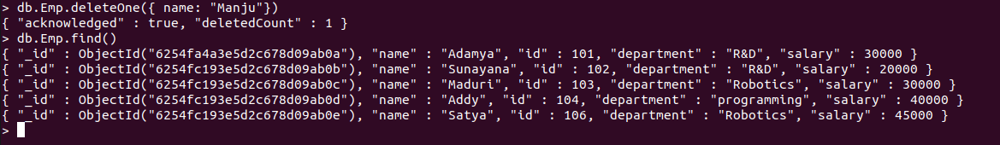 > db.Emp.deleteOne({ name: "Manju"})
{ "acknowledged" : true, "deletedCount" : 1 }
> db.Emp.find()
{ "_id" : ObjectId("6254fa4a3e5d2c678d09ab0a"), "name" : "Adamya", "id" : 101, "department" : "R&D", "salary" : 30000 }
{ "_id" : ObjectId("6254fc193e5d2c678d09ab0b"), "name" : "Sunayana", "id" : 102, "department" : "R&D", "salary" : 20000 }
{ "_id" : ObjectId("6254fc193e5d2c678d09ab0c"), "name" : "Maduri", "id" : 103, "department" : "Robotics", "salary" : 30000 }
{ "_id" : ObjectId("6254fc193e5d2c678d09ab0d"), "name" : "Addy", "id" : 104, "department" : "programming", "salary" : 40000 }
{ "_id" : ObjectId("6254fc193e5d2c678d09ab0e"), "name" : "Satya", "id" : 106, "department" : "Robotics", "salary" : 45000 }
>